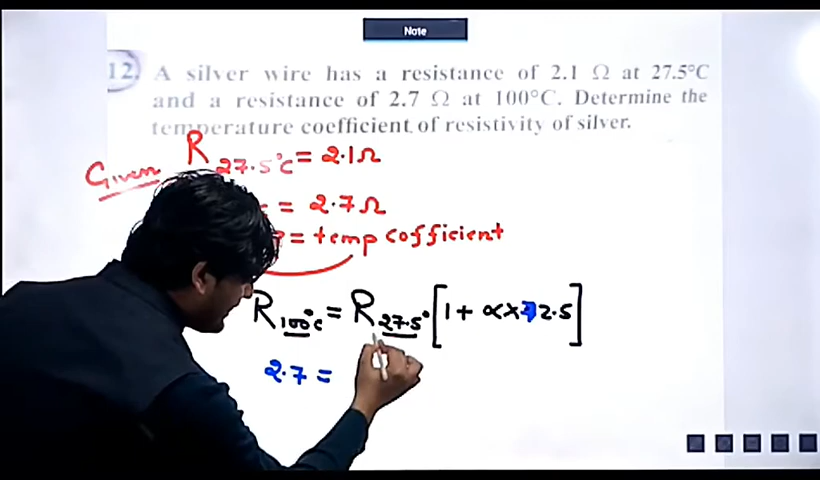 Note
12. A silver wire has a resistance of 2.1 Ω at 27.5°C
and a resistance of 2.7 Ω at 100°C. Determine the
temperature coefficient of resistivity of silver.
Given R27.5°C = 2.1Ω
c = 2.7Ω
= temp cofficient
R100°C = R27.5° [1 + α×72.5]
2.7 =